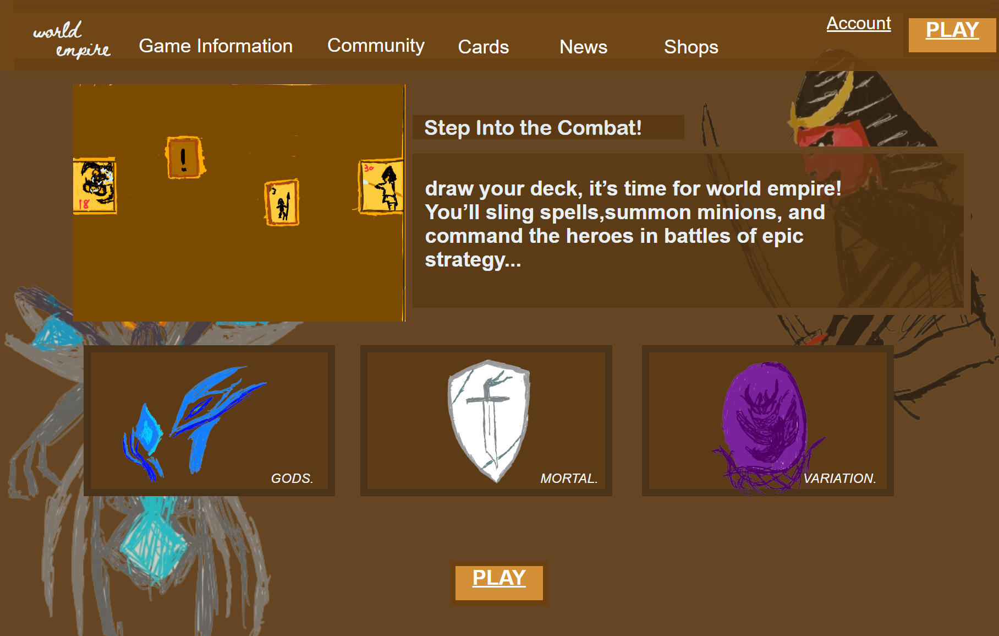 world
empire
Game Information
Community
Cards
News
Shops
Account
PLAY
Step Into the Combat!
draw your deck, it’s time for world empire!
You’ll sling spells,summon minions, and
command the heroes in battles of epic
strategy...
!
18
3
30
GODS.
MORTAL.
VARIATION.
PLAY